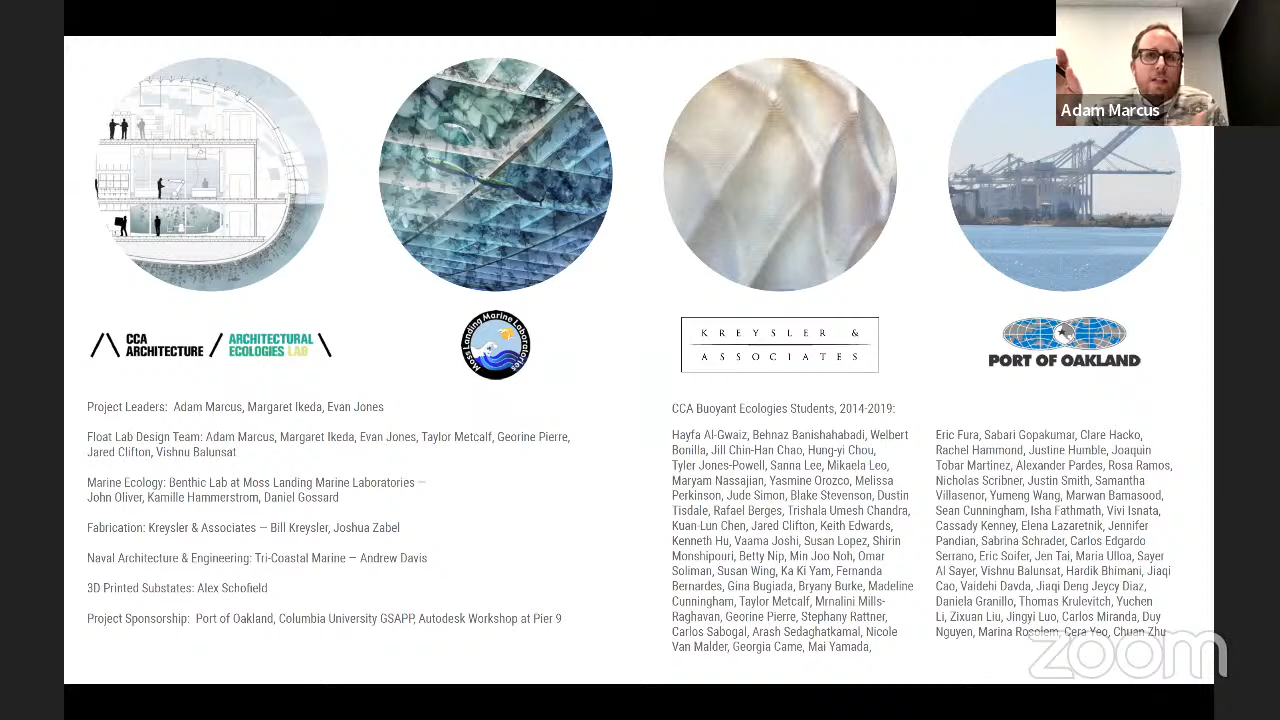 Adam Marcus
CCA
ARCHITECTURE
ARCHITECTURAL
ECOLOGIES LAB
Moss Landing Marine Laboratories
KREYSLER &
ASSOCIATES
PORT OF OAKLAND
Project Leaders: Adam Marcus, Margaret Ikeda, Evan Jones
Float Lab Design Team: Adam Marcus, Margaret Ikeda, Evan Jones, Taylor Metcalf, Georine Pierre,
Jared Clifton, Vishnu Balunsat
Marine Ecology: Benthic Lab at Moss Landing Marine Laboratories —
John Oliver, Kamille Hammerstrom, Daniel Gossard
Fabrication: Kreysler & Associates — Bill Kreysler, Joshua Zabel
Naval Architecture & Engineering: Tri-Coastal Marine — Andrew Davis
3D Printed Substates: Alex Schofield
Project Sponsorship: Port of Oakland, Columbia University GSAPP, Autodesk Workshop at Pier 9
CCA Buoyant Ecologies Students, 2014-2019:
Hayfa Al-Gwaiz, Behnaz Banishahabadi, Welbert
Bonilla, Jill Chin-Han Chao, Hung-yi Chou,
Tyler Jones-Powell, Sanna Lee, Mikaela Leo,
Maryam Nassajian, Yasmine Orozco, Melissa
Perkinson, Jude Simon, Blake Stevenson, Dustin
Tisdale, Rafael Berges, Trishala Umesh Chandra,
Kuan-Lun Chen, Jared Clifton, Keith Edwards,
Kenneth Hu, Vaama Joshi, Susan Lopez, Shirin
Monshipouri, Betty Nip, Min Joo Noh, Omar
Soliman, Susan Wing, Ka Ki Yam, Fernanda
Bernardes, Gina Bugiada, Bryany Burke, Madeline
Cunningham, Taylor Metcalf, Mrnalini Mills-
Raghavan, Georine Pierre, Stephany Rattner,
Carlos Sabogal, Arash Sedaghatkamal, Nicole
Van Malder, Georgia Came, Mai Yamada,
Eric Fura, Sabari Gopakumar, Clare Hacko,
Rachel Hammond, Justine Humble, Joaquin
Tobar Martinez, Alexander Pardes, Rosa Ramos,
Nicholas Scribner, Justin Smith, Samantha
Villasenor, Yumeng Wang, Marwan Bamasood,
Sean Cunningham, Isha Fathmath, Vivi Isnata,
Cassady Kenney, Elena Lazaretnik, Jennifer
Pandian, Sabrina Schrader, Carlos Edgardo
Serrano, Eric Soifer, Jen Tai, Maria Ulloa, Sayer
Al Sayer, Vishnu Balunsat, Hardik Bhimani, Jiaqi
Cao, Vaidehi Davda, Jiaqi Deng Jeycy Diaz,
Daniela Granillo, Thomas Krulevitch, Yuchen
Li, Zixuan Liu, Jingyi Luo, Carlos Miranda, Duy
Nguyen, Marina Rosolem, Cera Yeo, Chuan Zhu
zoom